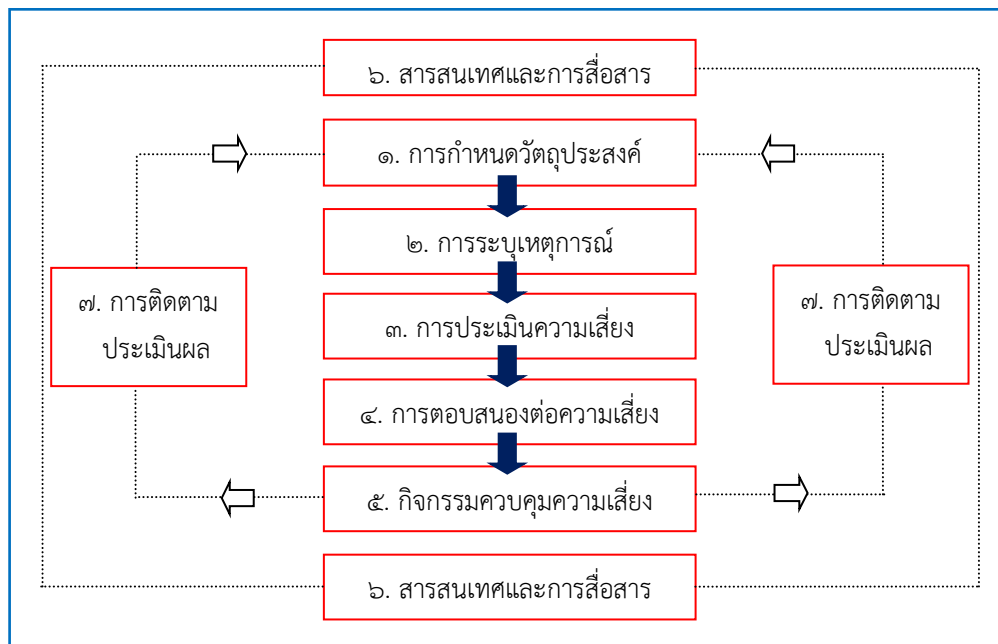 ๖. สารสนเทศและการสื่อสาร
๑. การกำหนดวัตถุประสงค์
๒. การระบุเหตุการณ์
๗. การติดตาม
ประเมินผล
๓. การประเมินความเสี่ยง
๗. การติดตาม
ประเมินผล
๔. การตอบสนองต่อความเสี่ยง
๕. กิจกรรมควบคุมความเสี่ยง
๖. สารสนเทศและการสื่อสาร